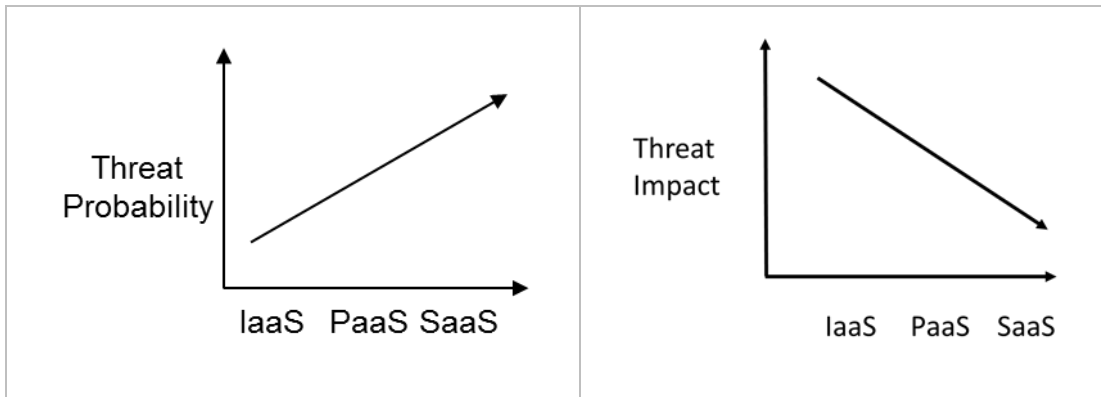 Threat
Probability
IaaS PaaS SaaS
Threat
Impact
IaaS PaaS SaaS